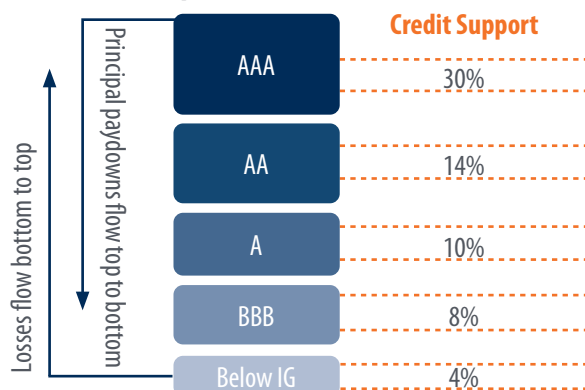 Credit Support
Losses flow bottom to top
Principal paydowns flow top to bottom
AAA
30%
AA
14%
A
10%
BBB
8%
Below IG
4%